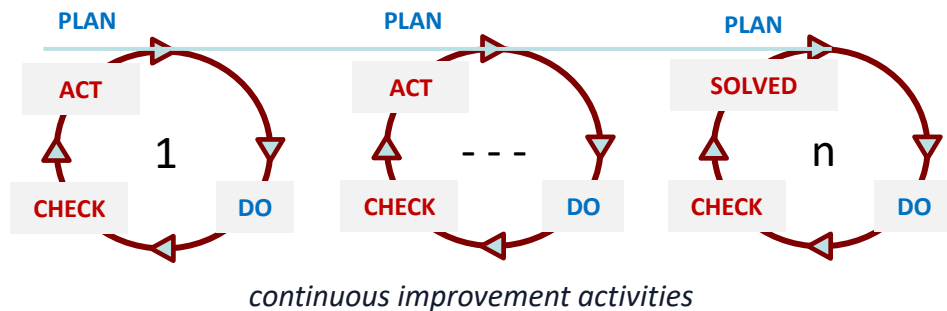 PLAN
ACT
1
CHECK
DO
PLAN
ACT
- - -
CHECK
DO
PLAN
SOLVED
n
CHECK
DO
continuous improvement activities